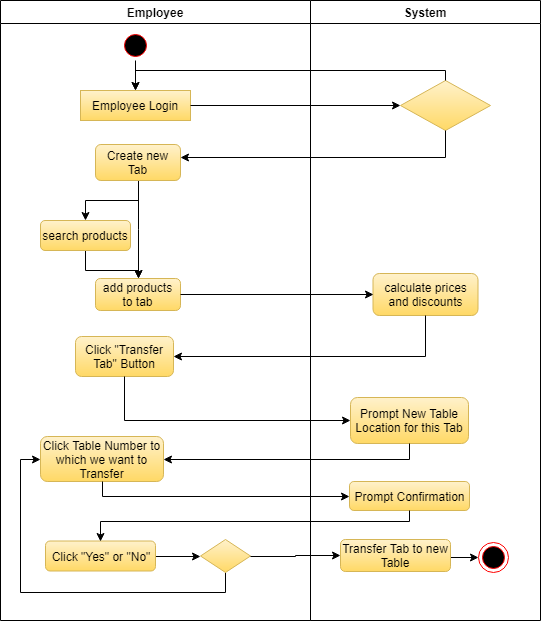 Employee
System
Employee Login
Create new
Tab
search products
add products
to tab
calculate prices
and discounts
Click "Transfer
Tab" Button
Prompt New Table
Location for this Tab
Click Table Number to
which we want to
Transfer
Prompt Confirmation
Click "Yes" or "No"
Transfer Tab to new
Table